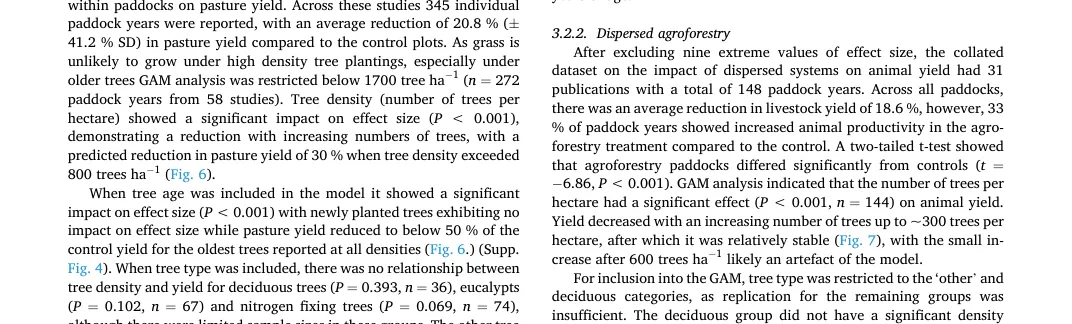 within paddocks on pasture yield. Across these studies 345 individual
paddock years were reported, with an average reduction of 20.8 % (±
41.2 % SD) in pasture yield compared to the control plots. As grass is
unlikely to grow under high density tree plantings, especially under
older trees GAM analysis was restricted below 1700 tree ha⁻¹ (n = 272
paddock years from 58 studies). Tree density (number of trees per
hectare) showed a significant impact on effect size (P < 0.001),
demonstrating a reduction with increasing numbers of trees, with a
predicted reduction in pasture yield of 30 % when tree density exceeded
800 trees ha⁻¹ (Fig. 6).
When tree age was included in the model it showed a significant
impact on effect size (P < 0.001) with newly planted trees exhibiting no
impact on effect size while pasture yield reduced to below 50 % of the
control yield for the oldest trees reported at all densities (Fig. 6.) (Supp.
Fig. 4). When tree type was included, there was no relationship between
tree density and yield for deciduous trees (P = 0.393, n = 36), eucalypts
(P = 0.102, n = 67) and nitrogen fixing trees (P = 0.069, n = 74),
3.2.2. Dispersed agroforestry
After excluding nine extreme values of effect size, the collated
dataset on the impact of dispersed systems on animal yield had 31
publications with a total of 148 paddock years. Across all paddocks,
there was an average reduction in livestock yield of 18.6 %, however, 33
% of paddock years showed increased animal productivity in the agro-
forestry treatment compared to the control. A two-tailed t-test showed
that agroforestry paddocks differed significantly from controls (t =
−6.86, P < 0.001). GAM analysis indicated that the number of trees per
hectare had a significant effect (P < 0.001, n = 144) on animal yield.
Yield decreased with an increasing number of trees up to ~300 trees per
hectare, after which it was relatively stable (Fig. 7), with the small in-
crease after 600 trees ha⁻¹ likely an artefact of the model.
For inclusion into the GAM, tree type was restricted to the 'other' and
deciduous categories, as replication for the remaining groups was
insufficient. The deciduous group did not have a significant density